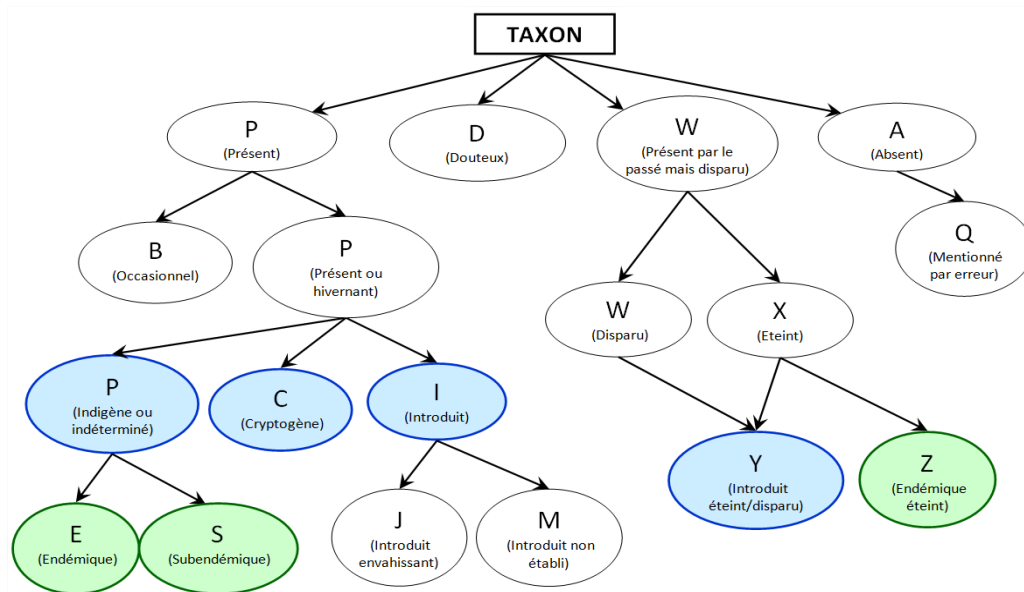 TAXON
P
(Présent)
D
(Douteux)
W
(Présent par le
passé mais disparu)
A
(Absent)
B
(Occasionnel)
P
(Présent ou
hivernant)
Q
(Mentionné
par erreur)
W
(Disparu)
X
(Eteint)
P
(Indigène ou
indéterminé)
C
(Cryptogène)
I
(Introduit)
Y
(Introduit
éteint/disparu)
Z
(Endémique
éteint)
E
(Endémique)
S
(Subendémique)
J
(Introduit
envahissant)
M
(Introduit non
établi)